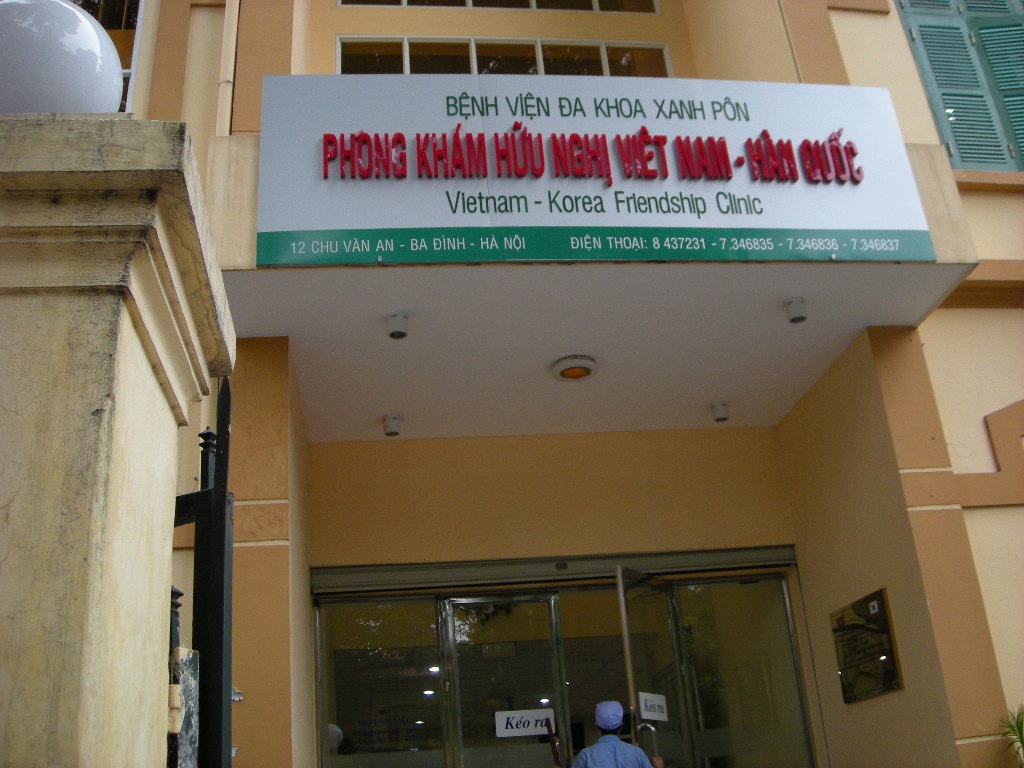 BỆNH VIỆN ĐA KHOA XANH PÔN
PHÒNG KHÁM HỮU NGHỊ VIỆT NAM - HÀN QUỐC
Vietnam - Korea Friendship Clinic
12 CHU VĂN AN - BA ĐÌNH - HÀ NỘI ĐIỆN THOẠI: 8 437231 - 7.346835 - 7.346836 - 7.346837
Kéo ra
Kéo ra